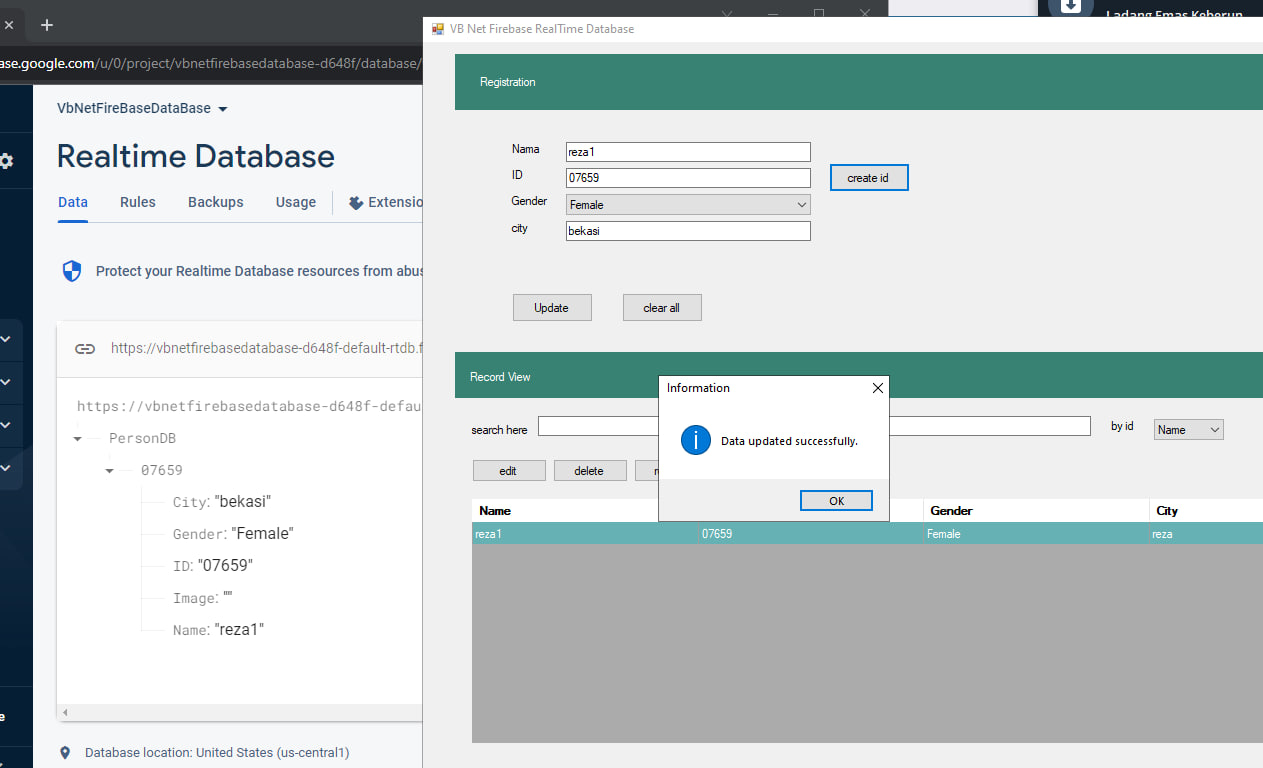 Ladang Emas Keberun
VB Net Firebase RealTime Database
ase.google.com/u/0/project/vbnetfirebasedatabase-d648f/database/
VbNetFireBaseDataBase
Realtime Database
Data Rules Backups Usage Extensio
Protect your Realtime Database resources from abus
https://vbnetfirebasedatabase-d648f-default-rtdb.f
https://vbnetfirebasedatabase-d648f-defau
PersonDB
07659
City: "bekasi"
Gender: "Female"
ID: "07659"
Image: ""
Name: "reza1"
Database location: United States (us-central1)
Registration
Nama reza1
ID 07659 create id
Gender Female
city bekasi
Update clear all
Record View
search here by id Name
edit delete
Information
Data updated successfully.
OK
Name Gender City
reza1 07659 Female reza